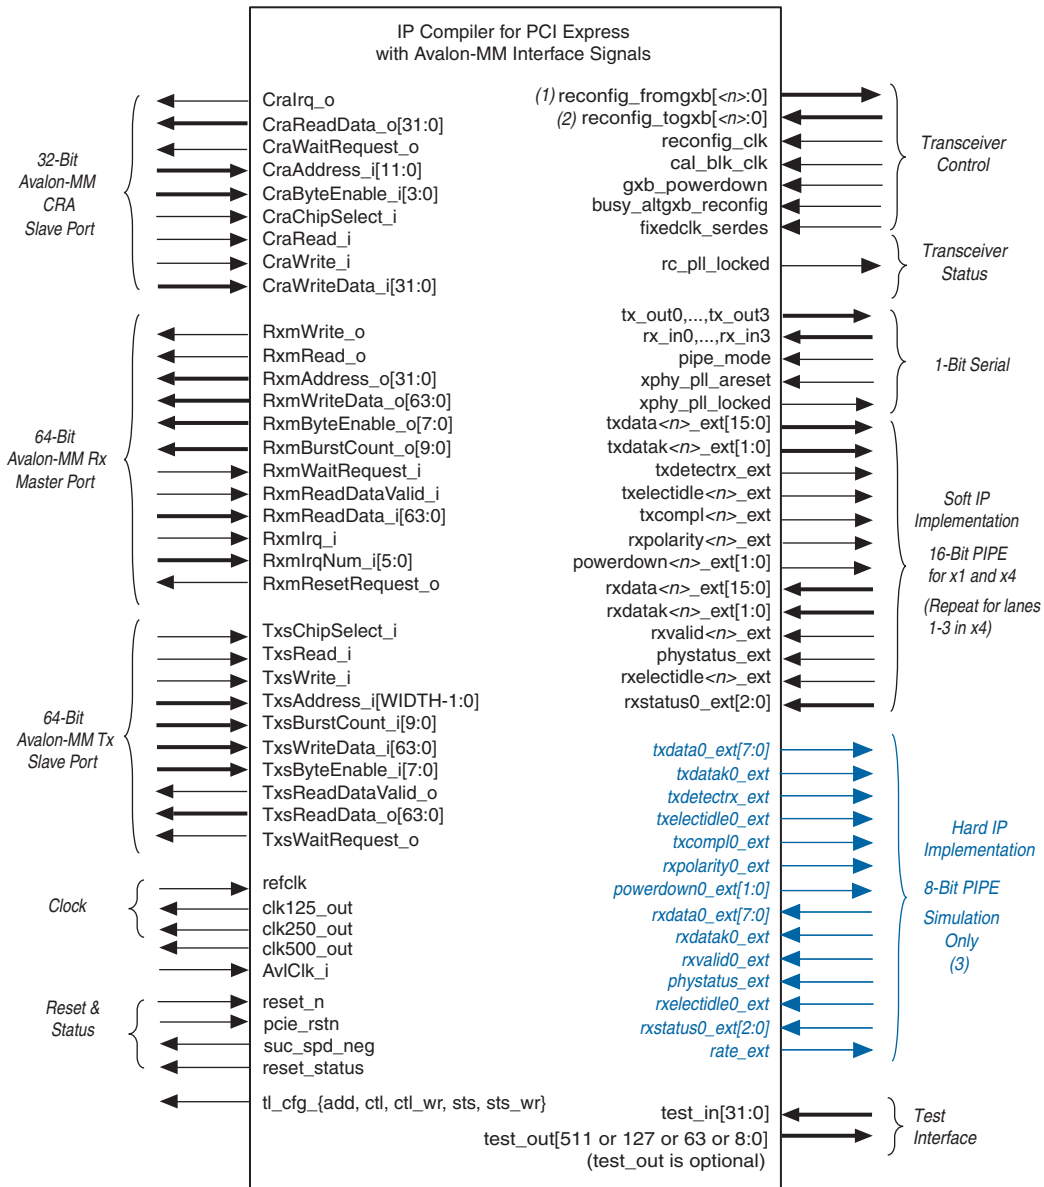 IP Compiler for PCI Express
with Avalon-MM Interface Signals
32-Bit
Avalon-MM
CRA
Slave Port
CraIrq_o
CraReadData_o[31:0]
CraWaitRequest_o
CraAddress_i[11:0]
CraByteEnable_i[3:0]
CraChipSelect_i
CraRead_i
CraWrite_i
CraWriteData_i[31:0]
64-Bit
Avalon-MM Rx
Master Port
RxmWrite_o
RxmRead_o
RxmAddress_o[31:0]
RxmWriteData_o[63:0]
RxmByteEnable_o[7:0]
RxmBurstCount_o[9:0]
RxmWaitRequest_i
RxmReadDataValid_i
RxmReadData_i[63:0]
RxmIrq_i
RxmIrqNum_i[5:0]
RxmResetRequest_o
64-Bit
Avalon-MM Tx
Slave Port
TxsChipSelect_i
TxsRead_i
TxsWrite_i
TxsAddress_i[WIDTH-1:0]
TxsBurstCount_i[9:0]
TxsWriteData_i[63:0]
TxsByteEnable_i[7:0]
TxsReadDataValid_o
TxsReadData_o[63:0]
TxsWaitRequest_o
Clock
refclk
clk125_out
clk250_out
clk500_out
AvlClk_i
Reset &
Status
reset_n
pcie_rstn
suc_spd_neg
reset_status
tl_cfg_{add, ctl, ctl_wr, sts, sts_wr}
(1) reconfig_fromgxb[<n>:0]
(2) reconfig_togxb[<n>:0]
reconfig_clk
cal_blk_clk
gxb_powerdown
busy_altgxb_reconfig
fixedclk_serdes
Transceiver
Control
rc_pll_locked
Transceiver
Status
tx_out0,...,tx_out3
rx_in0,...,rx_in3
pipe_mode
xphy_pll_areset
xphy_pll_locked
1-Bit Serial
txdata<n>_ext[15:0]
txdatak<n>_ext[1:0]
txdetectrx_ext
txelectidle<n>_ext
txcompl<n>_ext
rxpolarity<n>_ext
powerdown<n>_ext[1:0]
rxdata<n>_ext[15:0]
rxdatak<n>_ext[1:0]
rxvalid<n>_ext
phystatus_ext
rxelectidle<n>_ext
rxstatus0_ext[2:0]
Soft IP
Implementation
16-Bit PIPE
for x1 and x4
(Repeat for lanes
1-3 in x4)
txdata0_ext[7:0]
txdatak0_ext
txdetectrx_ext
txelectidle0_ext
txcompl0_ext
rxpolarity0_ext
powerdown0_ext[1:0]
rxdata0_ext[7:0]
rxdatak0_ext
rxvalid0_ext
phystatus_ext
rxelectidle0_ext
rxstatus0_ext[2:0]
rate_ext
Hard IP
Implementation
8-Bit PIPE
Simulation
Only
(3)
test_in[31:0]
test_out[511 or 127 or 63 or 8:0]
(test_out is optional)
Test
Interface